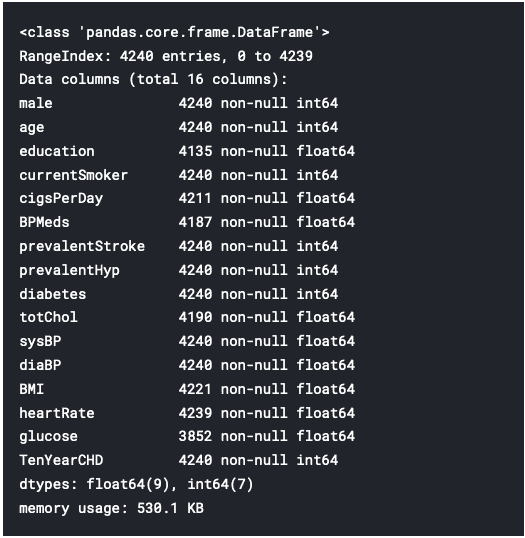 <class 'pandas.core.frame.DataFrame'>
RangeIndex: 4240 entries, 0 to 4239
Data columns (total 16 columns):
male               4240 non-null int64
age                4240 non-null int64
education          4135 non-null float64
currentSmoker      4240 non-null int64
cigsPerDay         4211 non-null float64
BPMeds             4187 non-null float64
prevalentStroke    4240 non-null int64
prevalentHyp       4240 non-null int64
diabetes           4240 non-null int64
totChol            4190 non-null float64
sysBP              4240 non-null float64
diaBP              4240 non-null float64
BMI                4221 non-null float64
heartRate          4239 non-null float64
glucose            3852 non-null float64
TenYearCHD         4240 non-null int64
dtypes: float64(9), int64(7)
memory usage: 530.1 KB